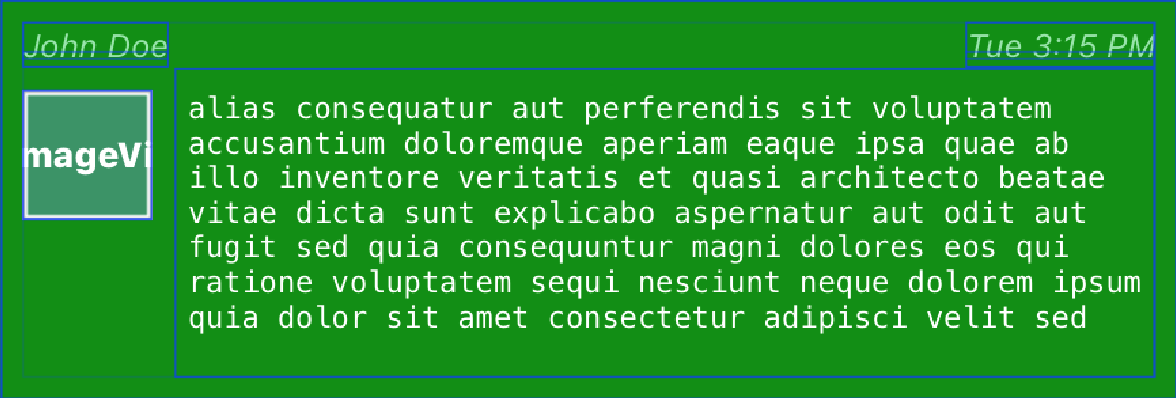 John Doe
Tue 3:15 PM
mageVi
alias consequatur aut perferendis sit voluptatem
accusantium doloremque aperiam eaque ipsa quae ab
illo inventore veritatis et quasi architecto beatae
vitae dicta sunt explicabo aspernatur aut odit aut
fugit sed quia consequuntur magni dolores eos qui
ratione voluptatem sequi nesciunt neque dolorem ipsum
quia dolor sit amet consectetur adipisci velit sed